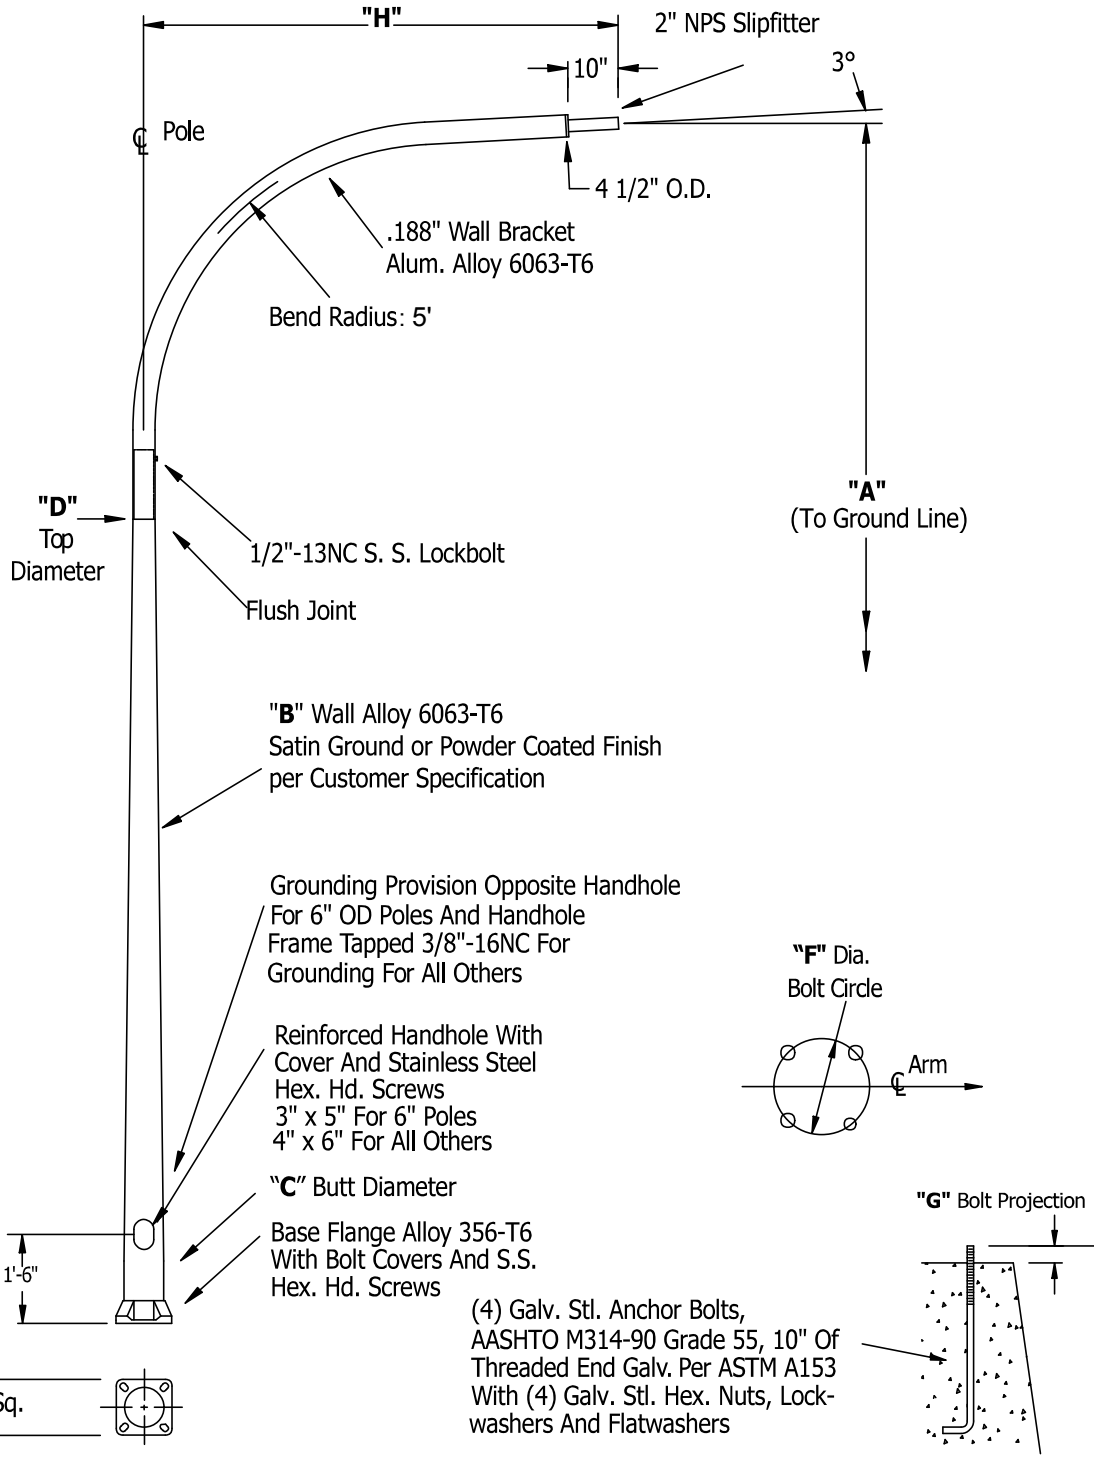 "H"
2" NPS Slipfitter
10"
3°
℄ Pole
4 1/2" O.D.
.188" Wall Bracket
Alum. Alloy 6063-T6
Bend Radius: 5'
"A"
(To Ground Line)
"D"
Top
Diameter
1/2"-13NC S. S. Lockbolt
Flush Joint
"B" Wall Alloy 6063-T6
Satin Ground or Powder Coated Finish
per Customer Specification
Grounding Provision Opposite Handhole
For 6" OD Poles And Handhole
Frame Tapped 3/8"-16NC For
Grounding For All Others
"F" Dia.
Bolt Circle
℄ Arm
Reinforced Handhole With
Cover And Stainless Steel
Hex. Hd. Screws
3" x 5" For 6" Poles
4" x 6" For All Others
"C" Butt Diameter
"G" Bolt Projection
Base Flange Alloy 356-T6
With Bolt Covers And S.S.
Hex. Hd. Screws
1'-6"
(4) Galv. Stl. Anchor Bolts,
AASHTO M314-90 Grade 55, 10" Of
Threaded End Galv. Per ASTM A153
With (4) Galv. Stl. Hex. Nuts, Lock-
washers And Flatwashers
Sq.